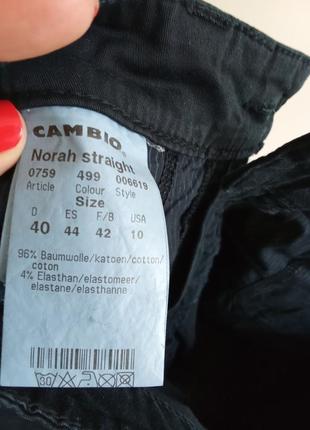 CAMBIO
Norah straight
0759 499 006619
Article Colour Style
Size
D ES F/B USA
40 44 42 10
96% Baumwolle/katoen/cotton/
coton
4% Elasthan/elastomeer/
elastane/elasthanne
30